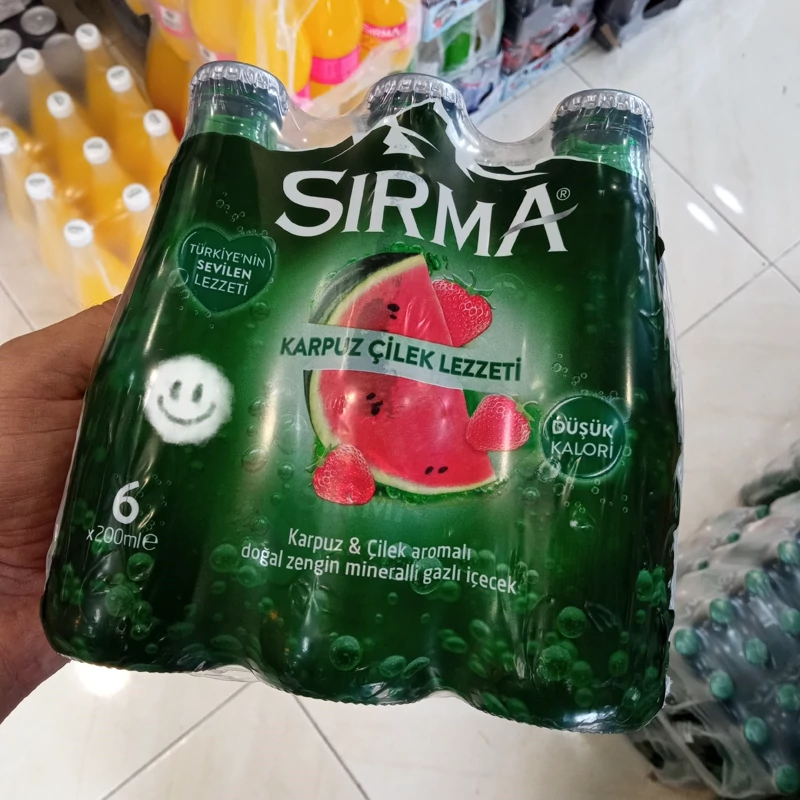 SIRMA
SIRMA®
TÜRKİYE'NİN
SEVİLEN
LEZZETİ
KARPUZ ÇİLEK LEZZETİ
DÜŞÜK
KALORİ
6
x200ml℮
Karpuz & Çilek aromalı
doğal zengin mineralli gazlı içecek